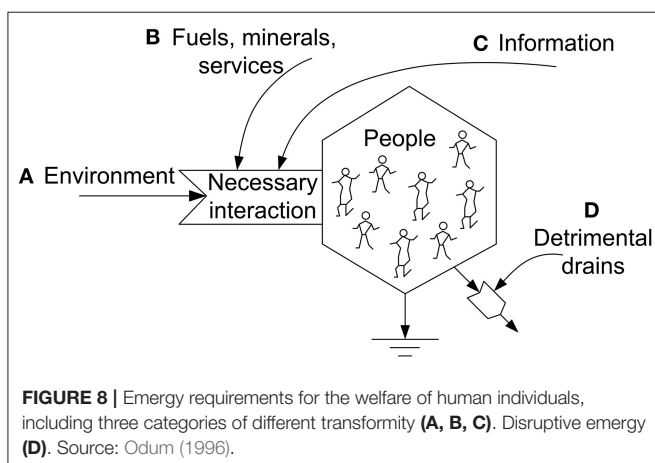 B Fuels, minerals,
services
C Information
People
A Environment
Necessary
interaction
D
Detrimental
drains
FIGURE 8 | Emergy requirements for the welfare of human individuals,
including three categories of different transformity (A, B, C). Disruptive emergy
(D). Source: Odum (1996).